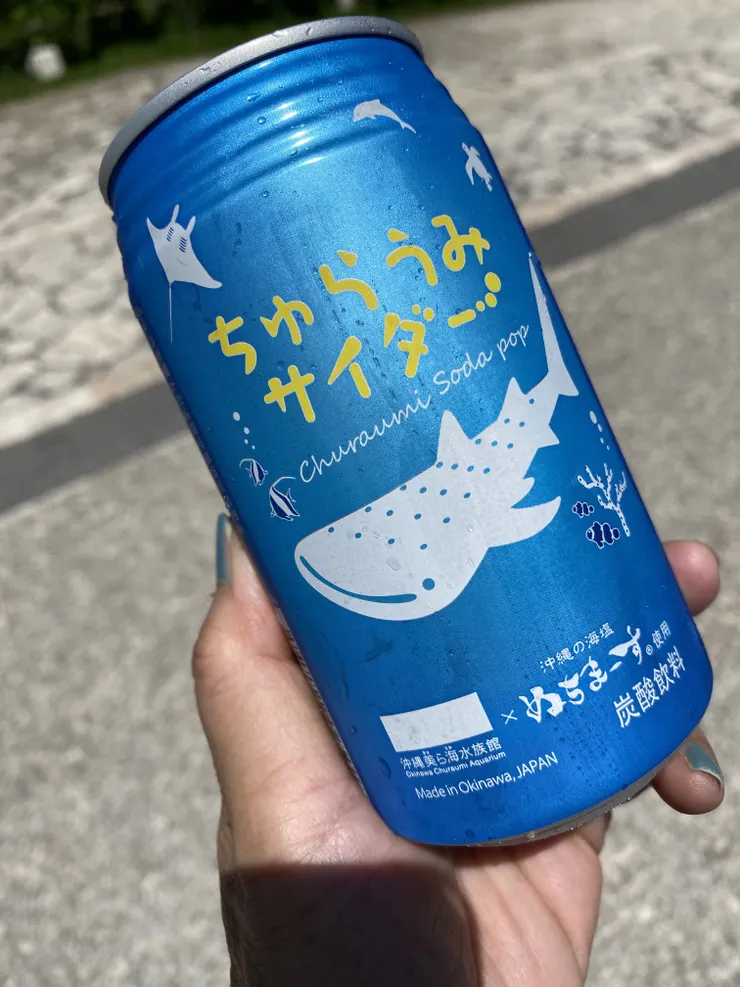 ちゅらうみ
サイダー
Churaumi Soda pop
沖縄の海塩
ぬちまーす®使用
×
炭酸飲料
沖縄美ら海水族館
Okinawa Churaumi Aquarium
Made in Okinawa, JAPAN